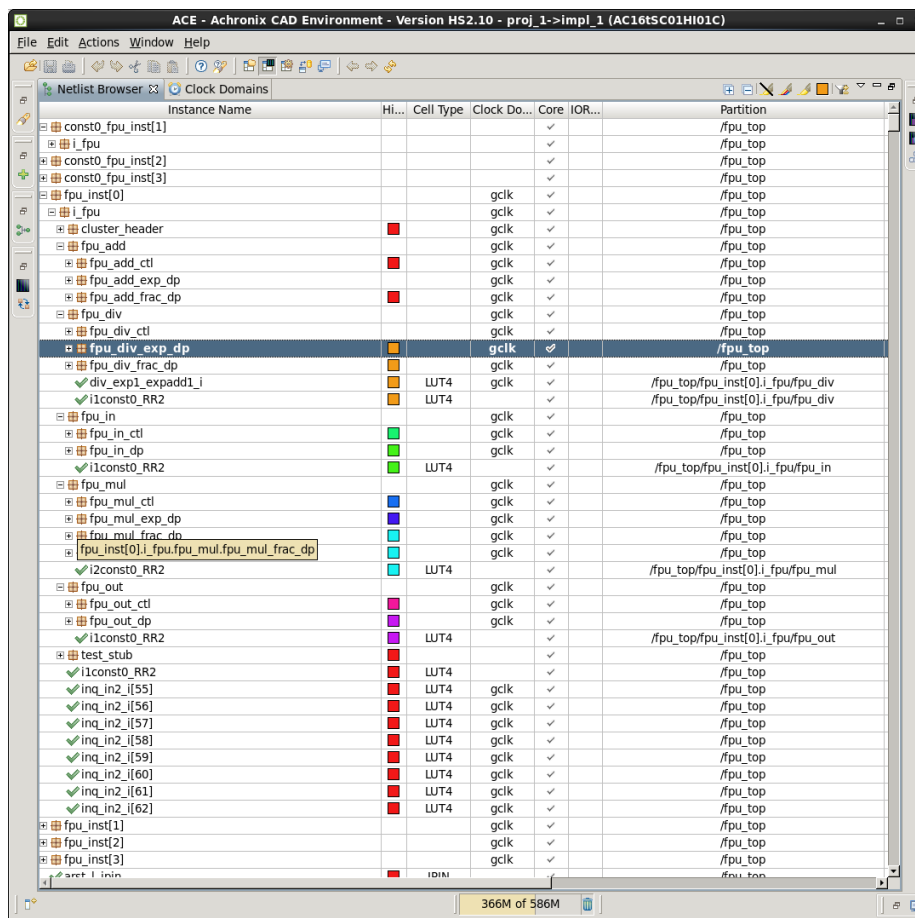 ACE - Achronix CAD Environment - Version HS2.10 - proj_1->impl_1 (AC16tSC01HI01C)
File Edit Actions Window Help
Netlist Browser Clock Domains
Instance Name Hi... Cell Type Clock Do... Core IOR... Partition
const0_fpu_inst[1] /fpu_top
i_fpu /fpu_top
const0_fpu_inst[2] /fpu_top
const0_fpu_inst[3] /fpu_top
fpu_inst[0] gclk /fpu_top
i_fpu gclk /fpu_top
cluster_header gclk /fpu_top
fpu_add gclk /fpu_top
fpu_add_ctl gclk /fpu_top
fpu_add_exp_dp gclk /fpu_top
fpu_add_frac_dp gclk /fpu_top
fpu_div gclk /fpu_top
fpu_div_ctl gclk /fpu_top
fpu_div_exp_dp gclk /fpu_top
fpu_div_frac_dp gclk /fpu_top
div_exp1_expadd1_i LUT4 gclk /fpu_top/fpu_inst[0].i_fpu/fpu_div
i1const0_RR2 LUT4 /fpu_top/fpu_inst[0].i_fpu/fpu_div
fpu_in gclk /fpu_top
fpu_in_ctl gclk /fpu_top
fpu_in_dp gclk /fpu_top
i1const0_RR2 LUT4 /fpu_top/fpu_inst[0].i_fpu/fpu_in
fpu_mul gclk /fpu_top
fpu_mul_ctl gclk /fpu_top
fpu_mul_exp_dp gclk /fpu_top
fpu_mul_frac_dp gclk /fpu_top
fpu_inst[0].i_fpu.fpu_mul.fpu_mul_frac_dp gclk /fpu_top
i2const0_RR2 LUT4 /fpu_top/fpu_inst[0].i_fpu/fpu_mul
fpu_out gclk /fpu_top
fpu_out_ctl gclk /fpu_top
fpu_out_dp gclk /fpu_top
i1const0_RR2 LUT4 /fpu_top/fpu_inst[0].i_fpu/fpu_out
test_stub /fpu_top
i1const0_RR2 LUT4 /fpu_top
inq_in2_i[55] LUT4 gclk /fpu_top
inq_in2_i[56] LUT4 gclk /fpu_top
inq_in2_i[57] LUT4 gclk /fpu_top
inq_in2_i[58] LUT4 gclk /fpu_top
inq_in2_i[59] LUT4 gclk /fpu_top
inq_in2_i[60] LUT4 gclk /fpu_top
inq_in2_i[61] LUT4 gclk /fpu_top
inq_in2_i[62] LUT4 gclk /fpu_top
fpu_inst[1] gclk /fpu_top
fpu_inst[2] gclk /fpu_top
fpu_inst[3] gclk /fpu_top
arst_l_ipin IPIN /fpu_top
366M of 586M